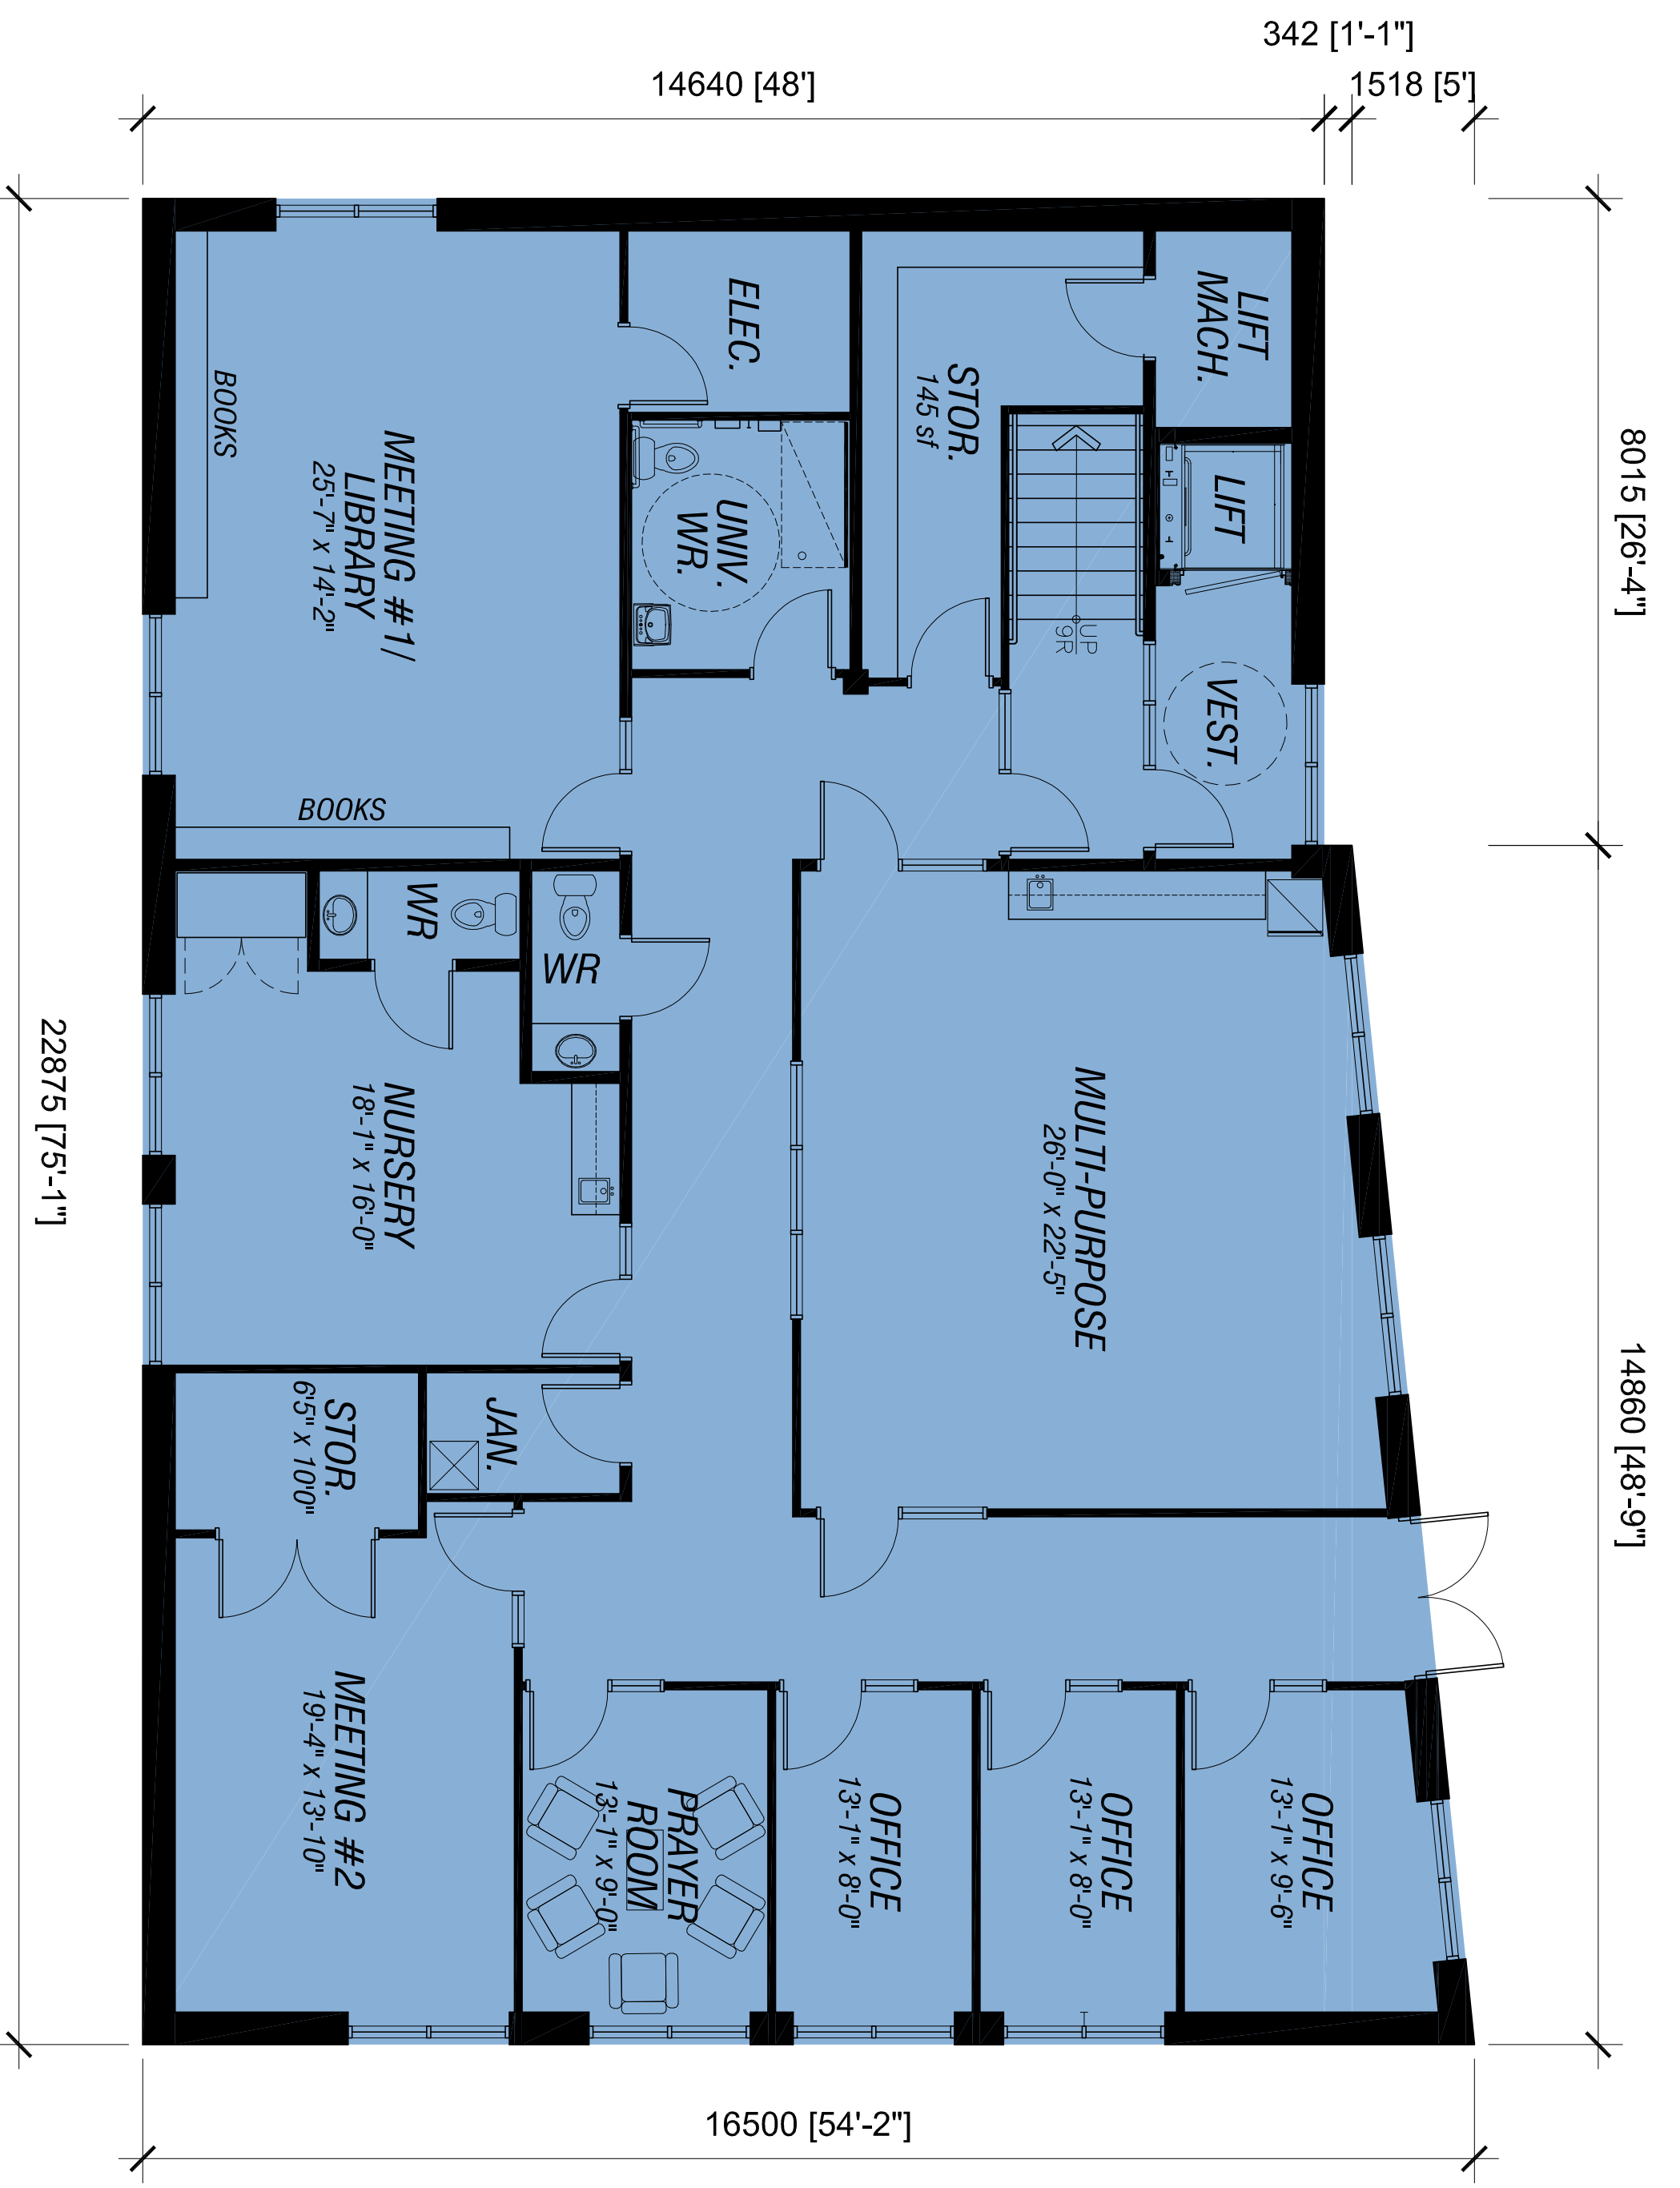 342 [1'-1"]
14640 [48']
1518 [5']
8015 [26'-4"]
14860 [48'-9"]
22875 [75'-1"]
16500 [54'-2"]
ELEC.
LIFT
MACH.
STOR.
145 sf
LIFT
BOOKS
MEETING #1/
LIBRARY
25'-7" x 14'-2"
UNIV.
WR.
UP
9R
VEST.
BOOKS
WR
WR
NURSERY
18'-1" x 16'-0"
MULTI-PURPOSE
26'-0" x 22'-5"
STOR.
6'5" x 10'0"
JAN.
MEETING #2
19'-4" x 13'-10"
PRAYER
ROOM
13'-1" x 9'-0"
OFFICE
13'-1" x 8'-0"
OFFICE
13'-1" x 8'-0"
OFFICE
13'-1" x 9'-6"